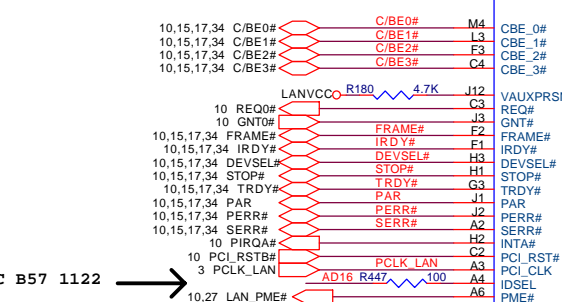 10,15,17,34 C/BE0# C/BE0# M4 CBE_0#
10,15,17,34 C/BE1# C/BE1# L3 CBE_1#
10,15,17,34 C/BE2# C/BE2# F3 CBE_2#
10,15,17,34 C/BE3# C/BE3# C4 CBE_3#
LANVCC R180 4.7K J12 VAUXPRSN
10 REQ0# C3 REQ#
10 GNT0# J3 GNT#
10,15,17,34 FRAME# FRAME# F2 FRAME#
10,15,17,34 IRDY# IRDY# F1 IRDY#
10,15,17,34 DEVSEL# DEVSEL# H3 DEVSEL#
10,15,17,34 STOP# STOP# H1 STOP#
10,15,17,34 TRDY# TRDY# G3 TRDY#
10,15,17,34 PAR PAR J1 PAR
10,15,17,34 PERR# PERR# J2 PERR#
10,15,17,34 SERR# SERR# A2 SERR#
10 PIRQA# H2 INTA#
10 PCI_RSTB# C2 PCI_RST#
3 PCLK_LAN PCLK_LAN A3 PCI_CLK
C B57 1122 AD16 R447 100 A4 IDSEL
10,27 LAN_PME# A6 PME#